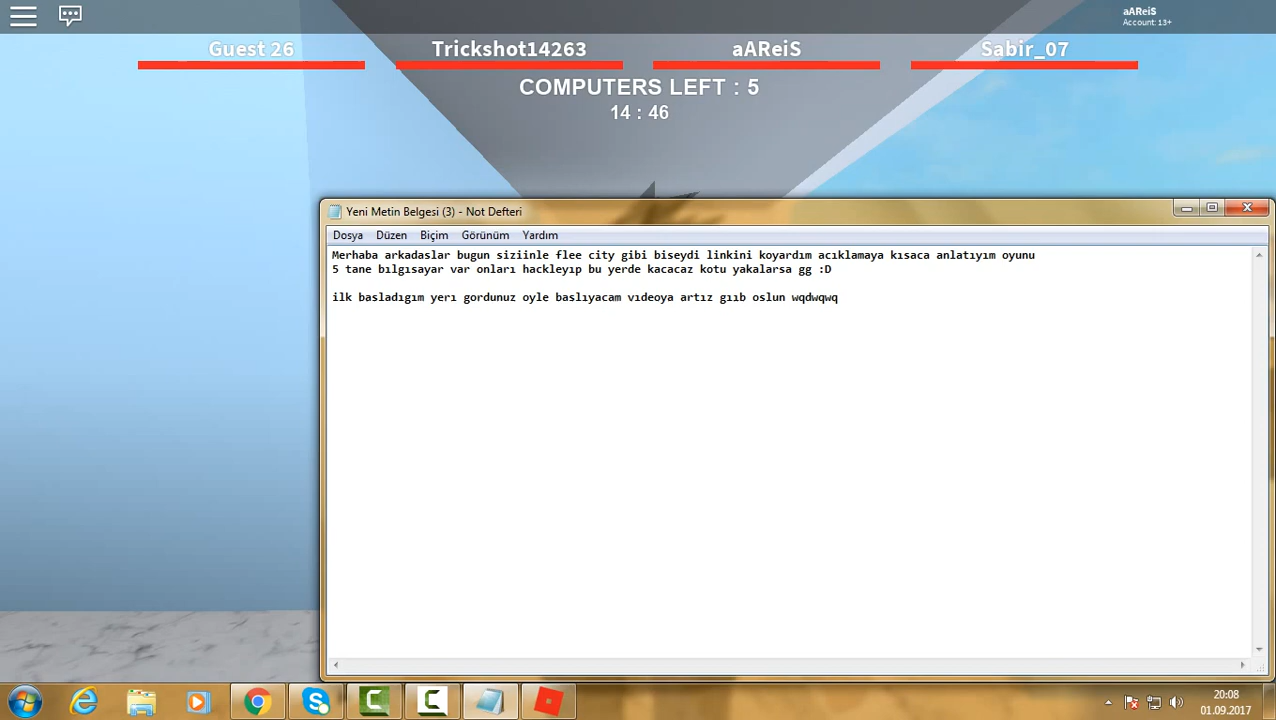 aAReiS
Account: 13+
Guest 26
Trickshot14263
aAReiS
Sabir_07
COMPUTERS LEFT : 5
14 : 46
Yeni Metin Belgesi (3) - Not Defteri
Dosya Düzen Biçim Görünüm Yardım
Merhaba arkadaslar bugun siziinle flee city gibi biseydi linkini koyardım acıklamaya kısaca anlatıyım oyunu
5 tane bılgısayar var onları hackleyıp bu yerde kacacaz kotu yakalarsa gg :D
ilk basladıgım yerı gordunuz oyle baslıyacam vıdeoya artız gııb oslun wqdwqwq
20:08
01.09.2017